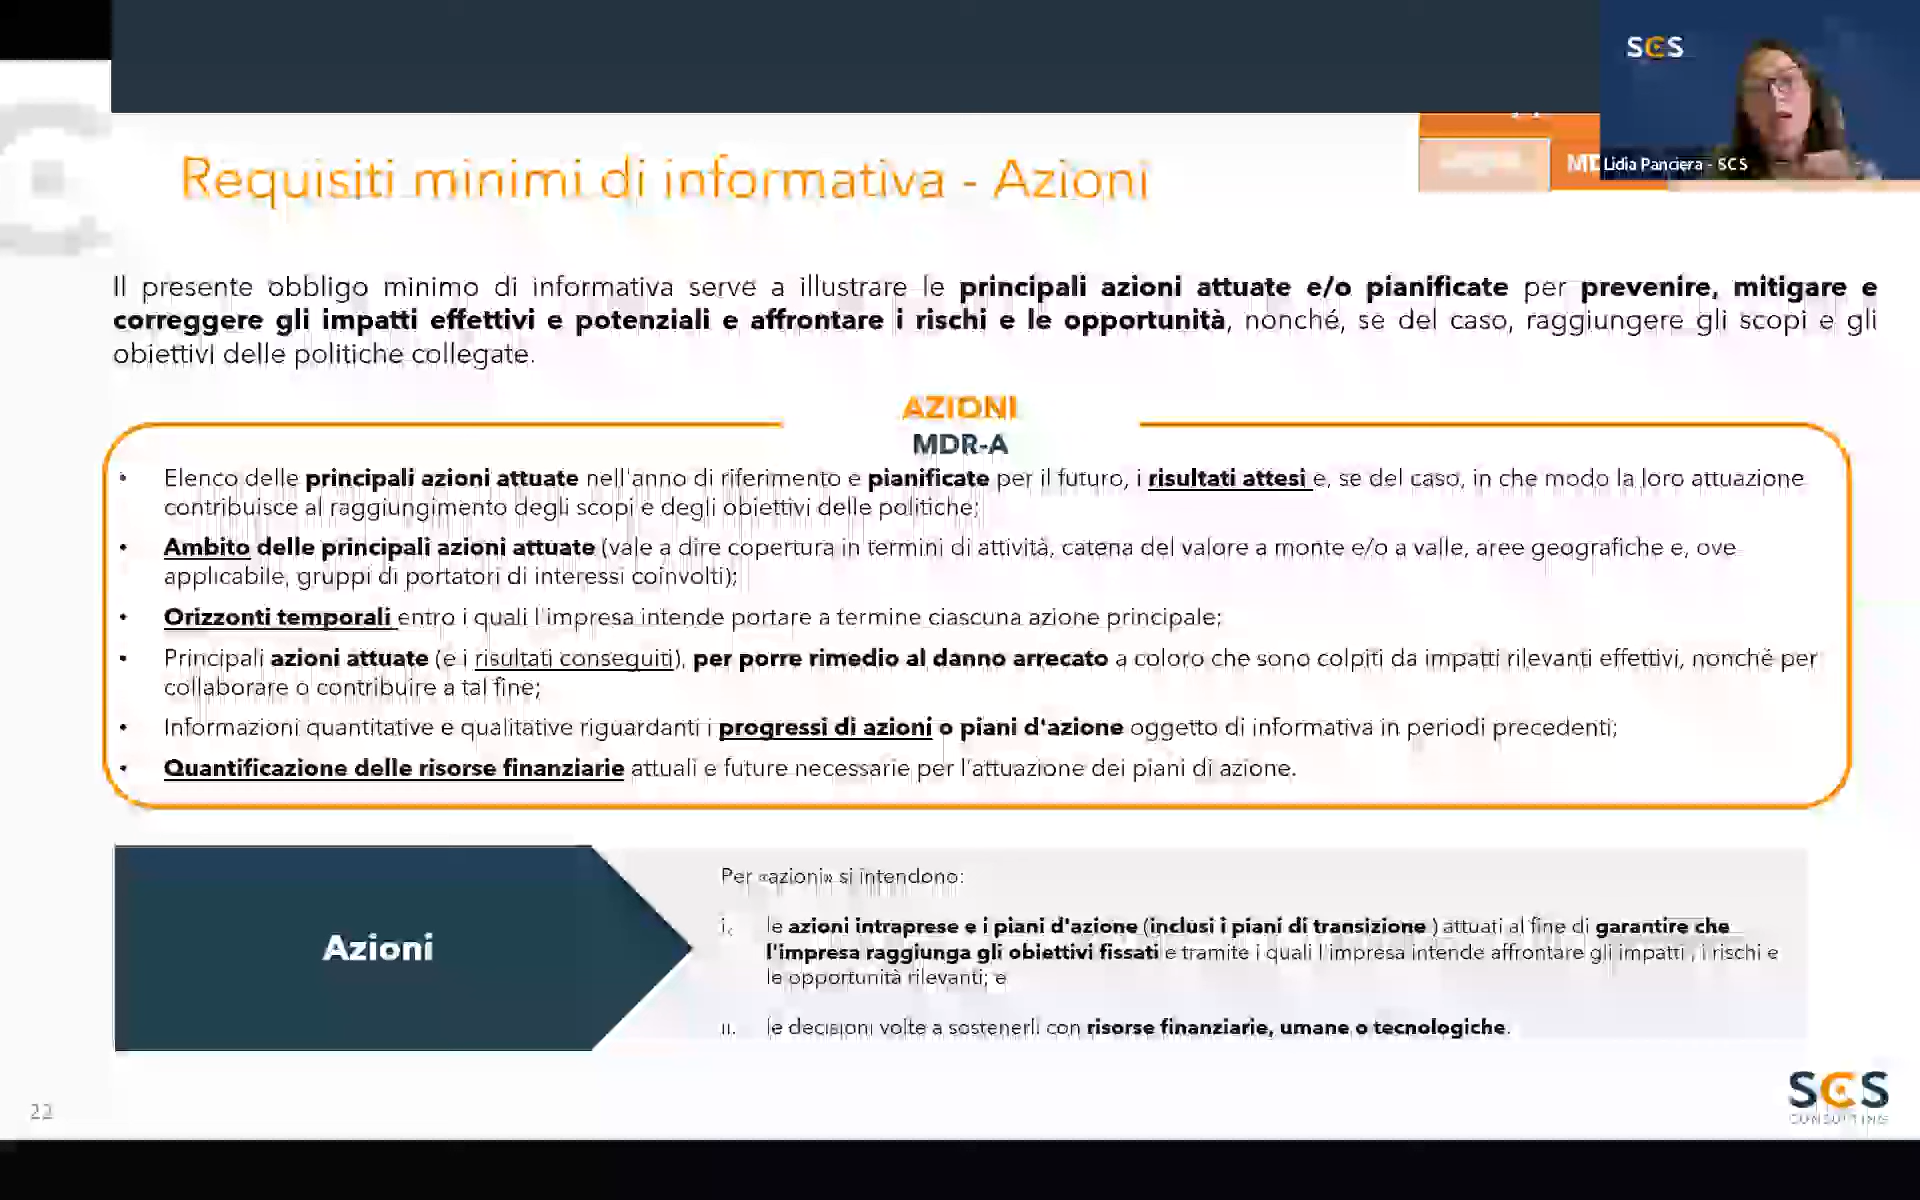 SCS
Lidia Panciera - SCS
Requisiti minimi di informativa - Azioni
Il presente obbligo minimo di informativa serve a illustrare le principali azioni attuate e/o pianificate per prevenire, mitigare e
correggere gli impatti effettivi e potenziali e affrontare i rischi e le opportunità, nonché, se del caso, raggiungere gli scopi e gli
obiettivi delle politiche collegate.
AZIONI
MDR-A
• Elenco delle principali azioni attuate nell'anno di riferimento e pianificate per il futuro, i risultati attesi e, se del caso, in che modo la loro attuazione
contribuisce al raggiungimento degli scopi e degli obiettivi delle politiche;
• Ambito delle principali azioni attuate (vale a dire copertura in termini di attività, catena del valore a monte e/o a valle, aree geografiche e, ove
applicabile, gruppi di portatori di interessi coinvolti);
• Orizzonti temporali entro i quali l'impresa intende portare a termine ciascuna azione principale;
• Principali azioni attuate (e i risultati conseguiti), per porre rimedio al danno arrecato a coloro che sono colpiti da impatti rilevanti effettivi, nonché per
collaborare o contribuire a tal fine;
• Informazioni quantitative e qualitative riguardanti i progressi di azioni o piani d'azione oggetto di informativa in periodi precedenti;
• Quantificazione delle risorse finanziarie attuali e future necessarie per l'attuazione dei piani di azione.
Azioni
Per «azioni» si intendono:
i. le azioni intraprese e i piani d'azione (inclusi i piani di transizione ) attuati al fine di garantire che
l'impresa raggiunga gli obiettivi fissati e tramite i quali l'impresa intende affrontare gli impatti , i rischi e
le opportunità rilevanti; e
ii. le decisioni volte a sostenerli con risorse finanziarie, umane o tecnologiche.
22
SCS
CONSULTING